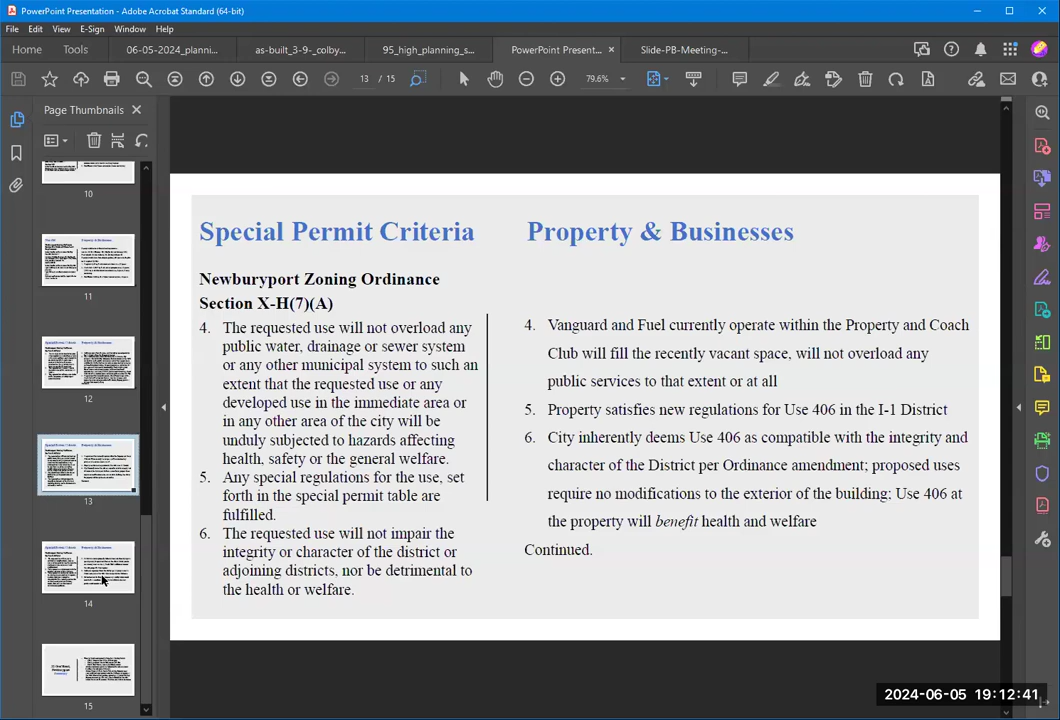 PowerPoint Presentation - Adobe Acrobat Standard (64-bit)
File Edit View E-Sign Window Help
Home Tools 06-05-2024_planni... as-built_3-9-_colby... 95_high_planning_s... PowerPoint Present... Slide-PB-Meeting-...
13 / 15 79.6%
Page Thumbnails
10
11
12
13
14
15
Special Permit Criteria
Newburyport Zoning Ordinance
Section X-H(7)(A)
4. The requested use will not overload any
public water, drainage or sewer system
or any other municipal system to such an
extent that the requested use or any
developed use in the immediate area or
in any other area of the city will be
unduly subjected to hazards affecting
health, safety or the general welfare.
5. Any special regulations for the use, set
forth in the special permit table are
fulfilled.
6. The requested use will not impair the
integrity or character of the district or
adjoining districts, nor be detrimental to
the health or welfare.
Property & Businesses
4. Vanguard and Fuel currently operate within the Property and Coach
Club will fill the recently vacant space, will not overload any
public services to that extent or at all
5. Property satisfies new regulations for Use 406 in the I-1 District
6. City inherently deems Use 406 as compatible with the integrity and
character of the District per Ordinance amendment; proposed uses
require no modifications to the exterior of the building; Use 406 at
the property will benefit health and welfare
Continued.
2024-06-05 19:12:41